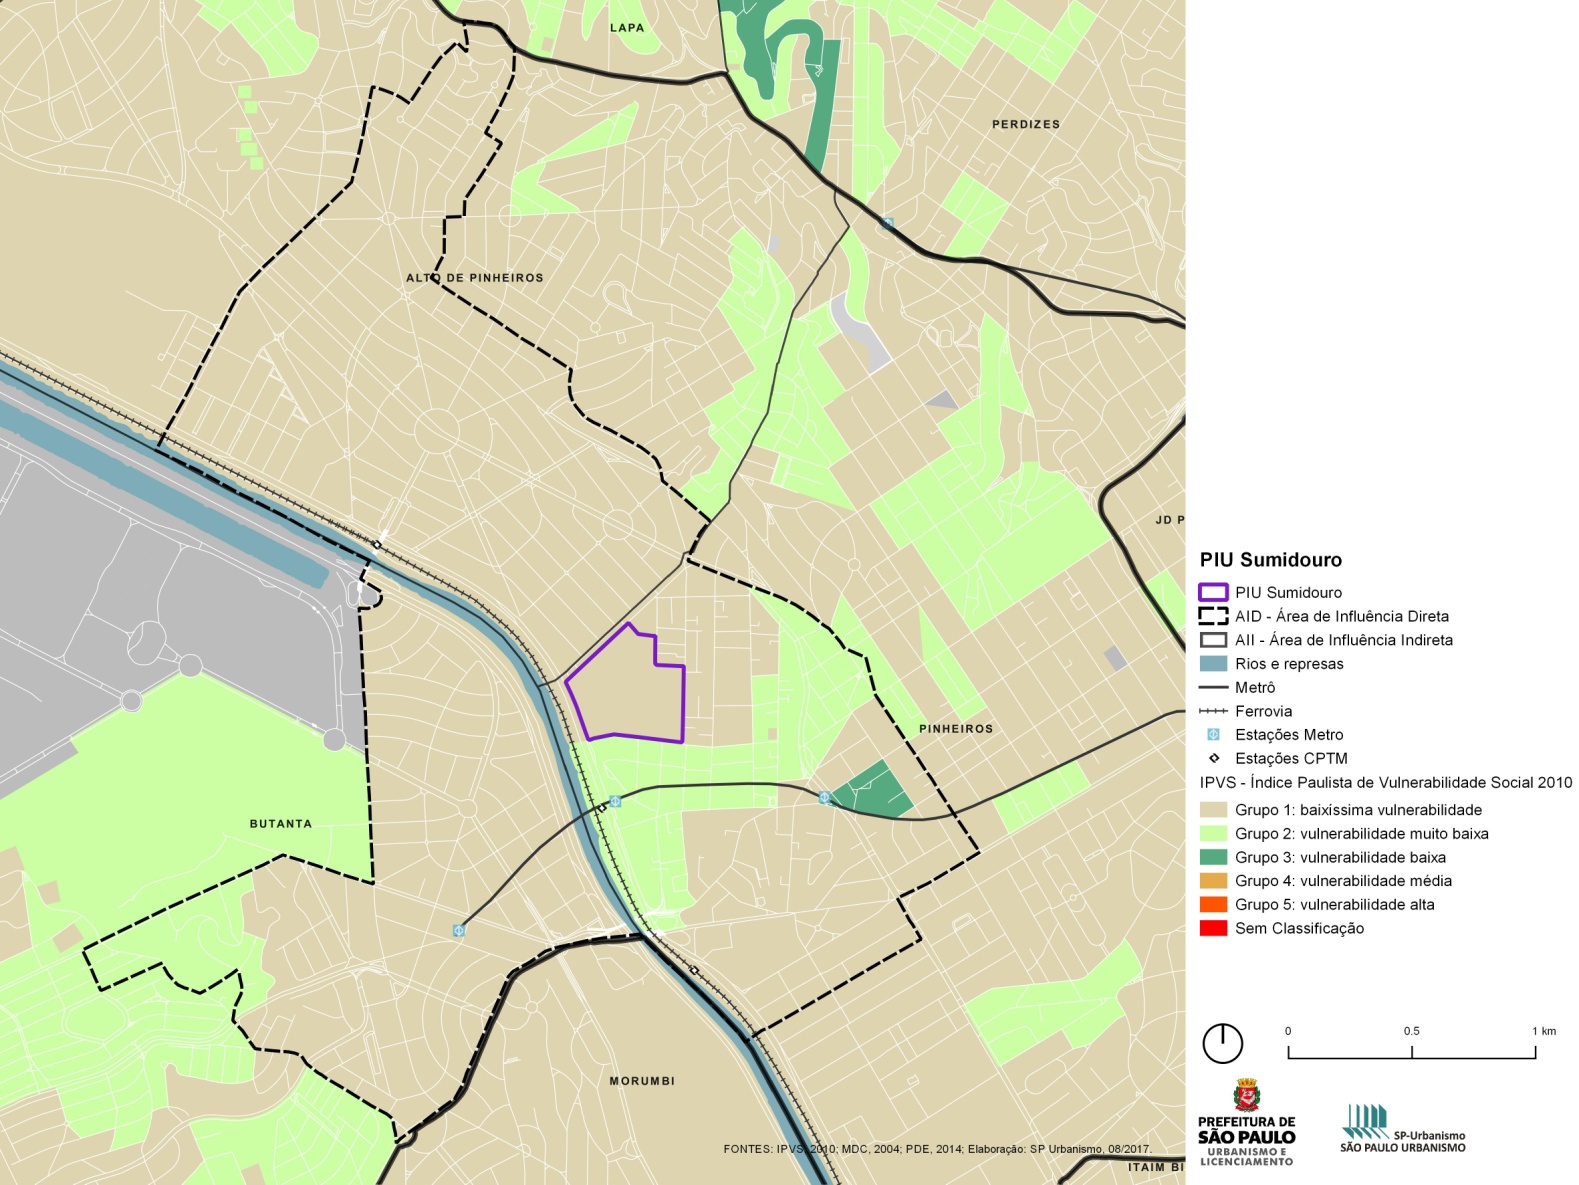 LAPA
PERDIZES
ALTO DE PINHEIROS
JD P
PINHEIROS
BUTANTA
MORUMBI
ITAIM BI
FONTES: IPVS, 2010; MDC, 2004; PDE, 2014; Elaboração: SP Urbanismo, 08/2017.
PIU Sumidouro
PIU Sumidouro
AID - Área de Influência Direta
AII - Área de Influência Indireta
Rios e represas
Metrô
Ferrovia
Estações Metro
Estações CPTM
IPVS - Índice Paulista de Vulnerabilidade Social 2010
Grupo 1: baixíssima vulnerabilidade
Grupo 2: vulnerabilidade muito baixa
Grupo 3: vulnerabilidade baixa
Grupo 4: vulnerabilidade média
Grupo 5: vulnerabilidade alta
Sem Classificação
0 0.5 1 km
PREFEITURA DE
SÃO PAULO
URBANISMO E
LICENCIAMENTO
SP-Urbanismo
SÃO PAULO URBANISMO